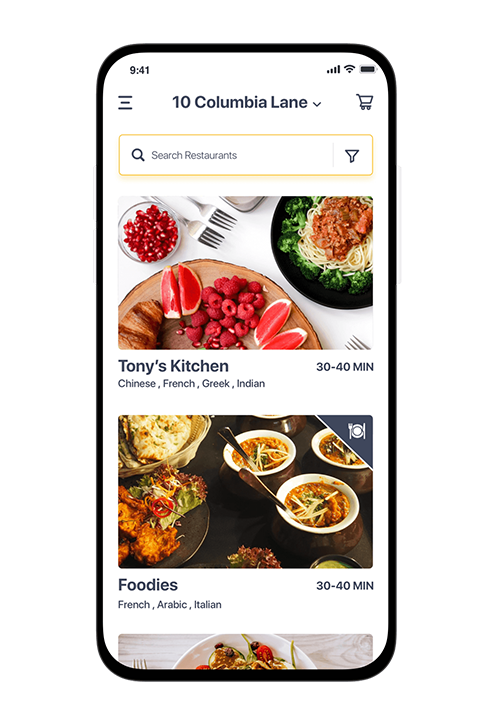 9:41
10 Columbia Lane
Search Restaurants
Tony's Kitchen 30-40 MIN
Chinese , French , Greek , Indian
Foodies 30-40 MIN
French , Arabic , Italian